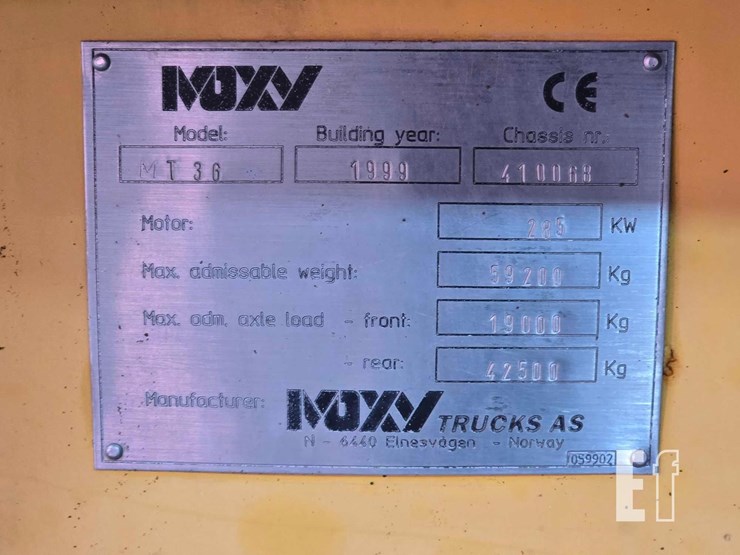 MOXY CE
Model: Building year: Chassis nr.:
MT36 1999 410068
Motor: KW
Max. admissable weight: 59200 Kg
Max. adm. axle load - front: 19000 Kg
- rear: 42500 Kg
Manufacturer: MOXY TRUCKS AS
N - 6440 Elnesvågen - Norway
059902
Ef